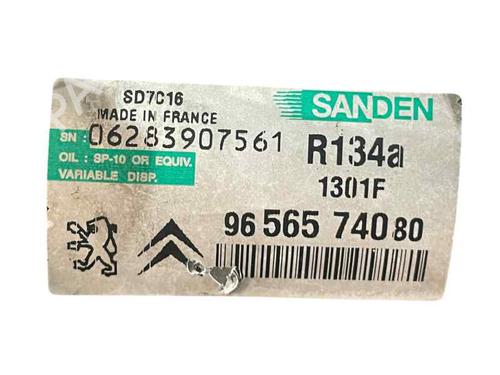 SD7C16
MADE IN FRANCE
SN: 06283907561
OIL : SP-10 OR EQUIV.
VARIABLE DISP.
SANDEN
R134a
1301F
96 565 740 80